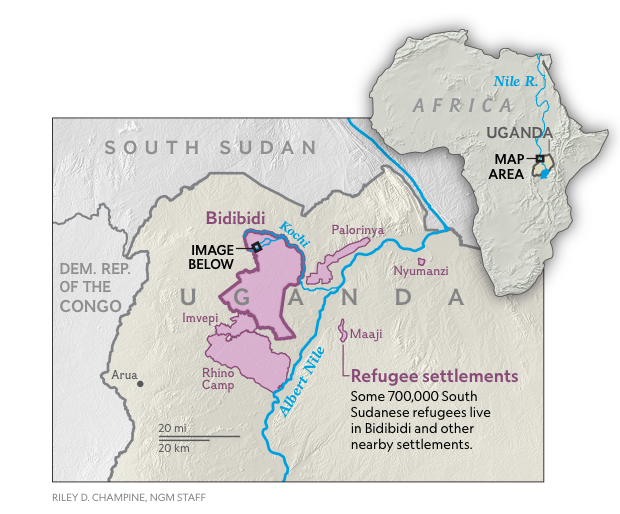 Nile R.
AFRICA
UGANDA
MAP
AREA
SOUTH SUDAN
Bidibidi
Kochi
Palorinya
IMAGE
BELOW
Nyumanzi
DEM. REP.
OF THE
CONGO
UGANDA
Imvepi
Maaji
Rhino
Camp
Arua
Albert Nile
Refugee settlements
Some 700,000 South
Sudanese refugees live
in Bidibidi and other
nearby settlements.
20 mi
20 km
RILEY D. CHAMPINE, NGM STAFF